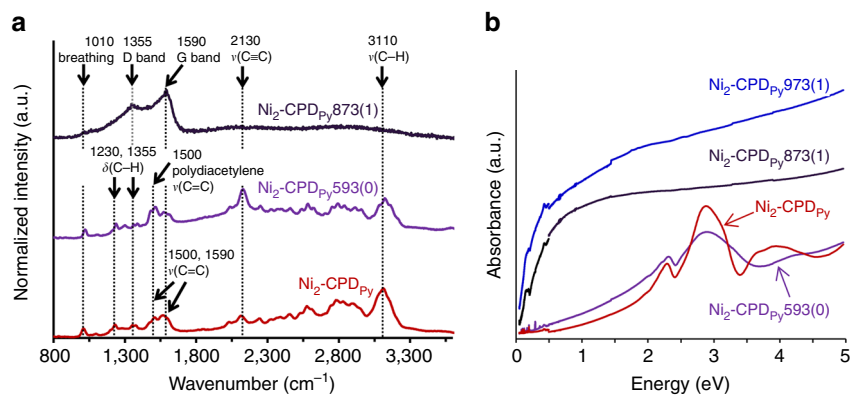 a
1010
breathing
1355
D band
1590
G band
2130
ν(C≡C)
3110
ν(C–H)
Ni2-CPDPy873(1)
1230, 1355
δ(C–H)
1500
polydiacetylene
ν(C=C)
Ni2-CPDPy593(0)
1500, 1590
ν(C=C)
Ni2-CPDPy
Normalized intensity (a.u.)
800 1,300 1,800 2,300 2,800 3,300
Wavenumber (cm−1)
b
Ni2-CPDPy973(1)
Ni2-CPDPy873(1)
Ni2-CPDPy
Ni2-CPDPy593(0)
Absorbance (a.u.)
0 1 2 3 4 5
Energy (eV)